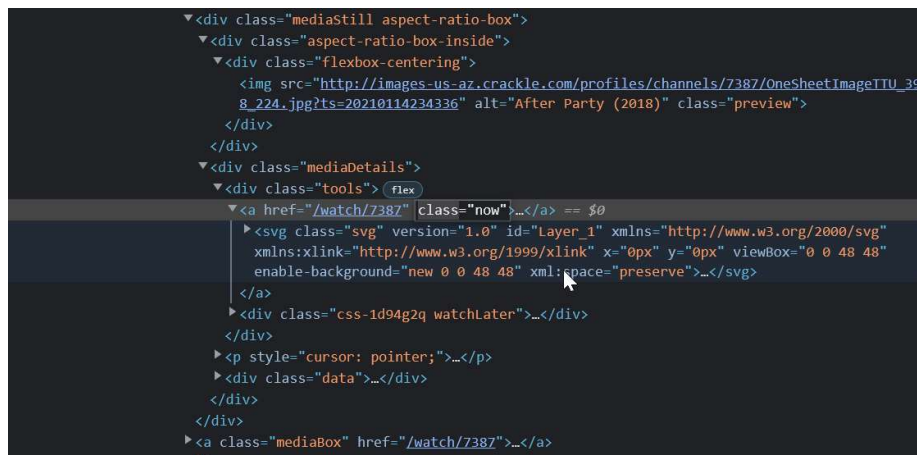 <div class="mediaStill aspect-ratio-box">
<div class="aspect-ratio-box-inside">
<div class="flexbox-centering">
<img src="http://images-us-az.crackle.com/profiles/channels/7387/OneSheetImageTTU_39
8_224.jpg?ts=20210114234336" alt="After Party (2018)" class="preview">
</div>
</div>
<div class="mediaDetails">
<div class="tools"> flex
<a href="/watch/7387" class="now">…</a> == $0
<svg class="svg" version="1.0" id="Layer_1" xmlns="http://www.w3.org/2000/svg"
xmlns:xlink="http://www.w3.org/1999/xlink" x="0px" y="0px" viewBox="0 0 48 48"
enable-background="new 0 0 48 48" xml:space="preserve">…</svg>
</a>
<div class="css-1d94g2q watchLater">…</div>
</div>
<p style="cursor: pointer;">…</p>
<div class="data">…</div>
</div>
</div>
<a class="mediaBox" href="/watch/7387">…</a>